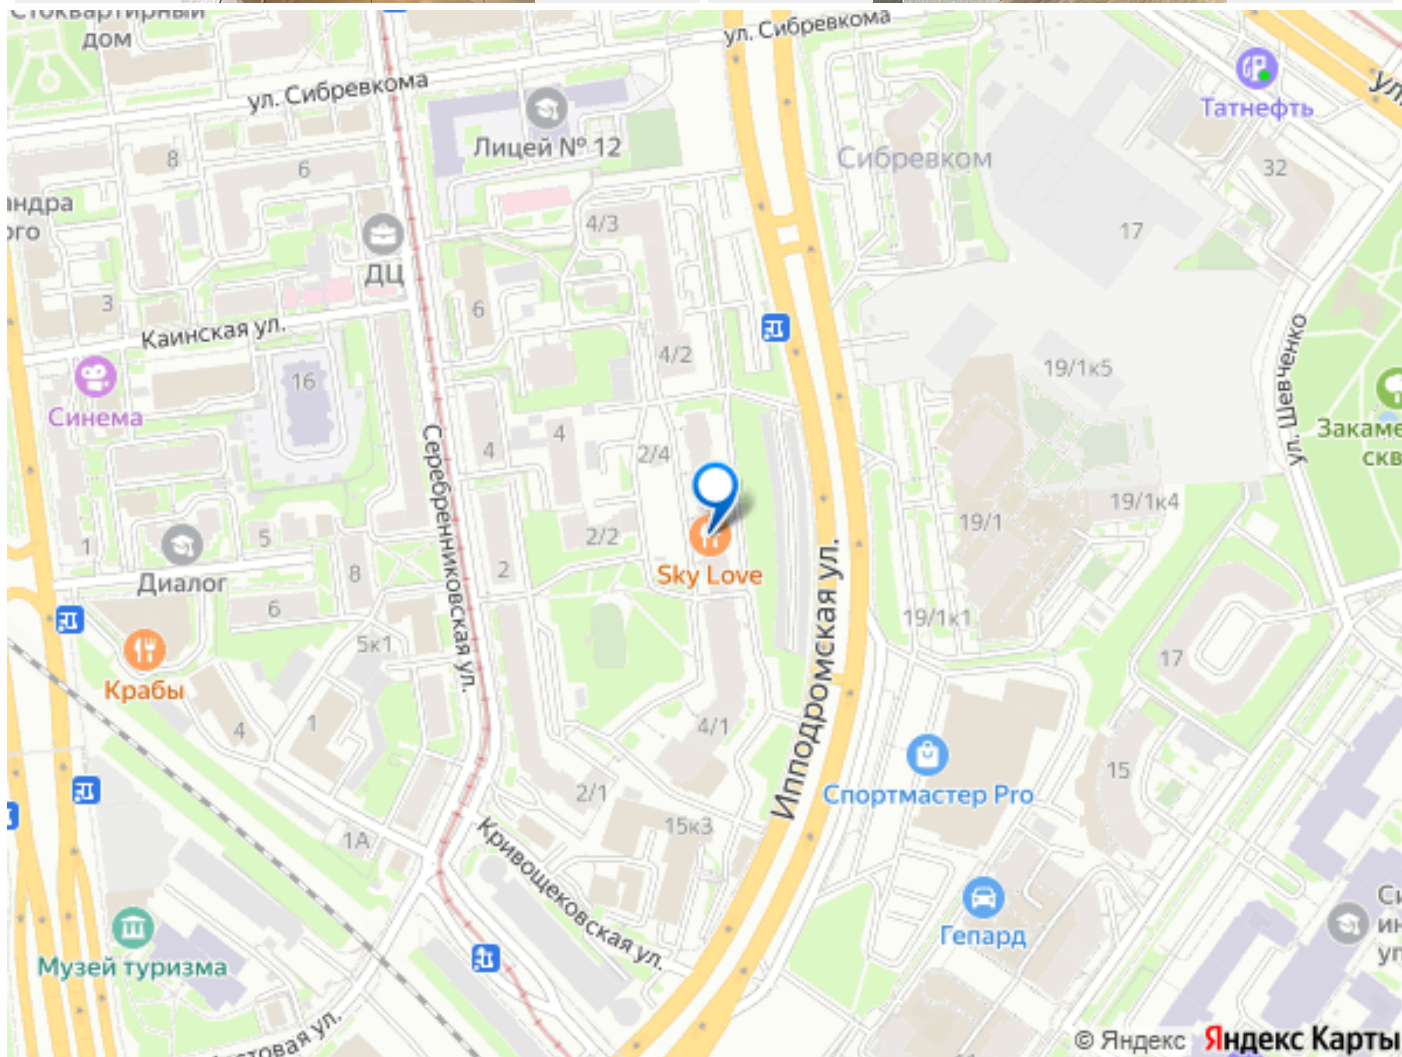 Стоквартирный
дом
ул. Сибревкома
ул. Сибревкома
Татнефть
Лицей № 12
Сибревком
8
6
32
4/3
17
ДЦ
3
6
Каинская ул.
4/2
19/1к5
ул. Шевченко
16
Синема
4
4
2/4
Серебренниковская ул.
19/1
19/1к4
1
5
2/2
2
Sky Love
Диалог
8
6
Ипподромская ул.
19/1к1
5к1
17
Крабы
4
1
4/1
15
Спортмастер Pro
2/1
15к3
1А
Кривощековская ул.
Гепард
Музей туризма
© Яндекс Яндекс Карты